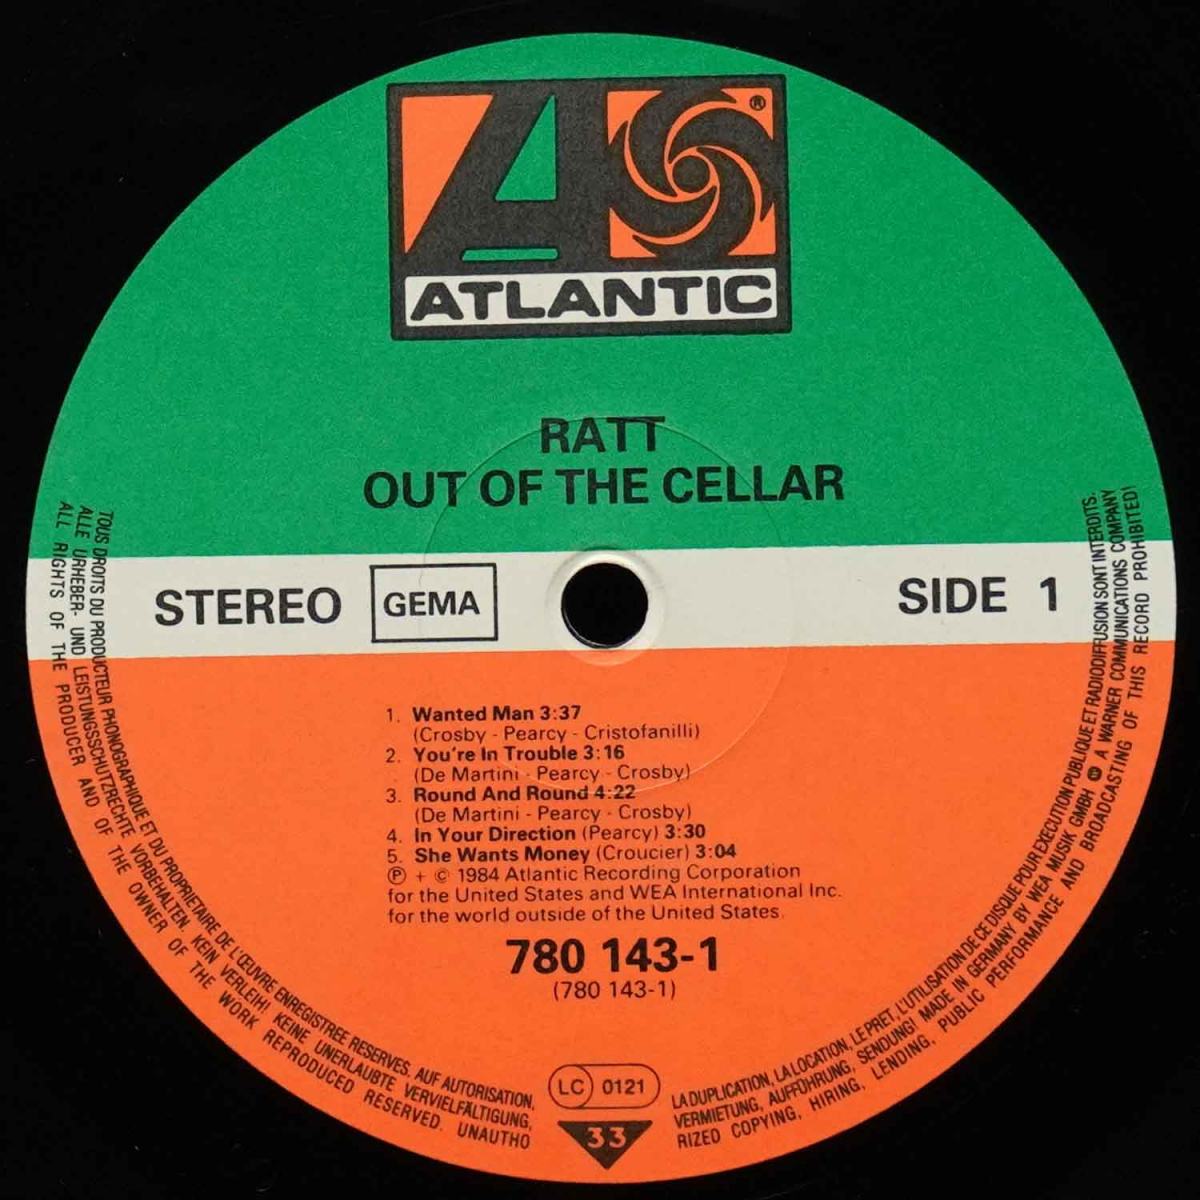 ®
ATLANTIC
RATT
OUT OF THE CELLAR
STEREO
GEMA
SIDE 1
1. Wanted Man 3:37
(Crosby - Pearcy - Cristofanilli)
2. You're In Trouble 3:16
(De Martini - Pearcy - Crosby)
3. Round And Round 4:22
(De Martini - Pearcy - Crosby)
4. In Your Direction (Pearcy) 3:30
5. She Wants Money (Croucier) 3:04
Ⓟ + © 1984 Atlantic Recording Corporation
for the United States and WEA International Inc.
for the world outside of the United States.
780 143-1
(780 143-1)
LC 0121
33
TOUS DROITS DU PRODUCTEUR PHONOGRAPHIQUE ET DU PROPRIETAIRE DE L'ŒUVRE ENREGISTREE RESERVES. AUF AUTORISATION, LA DUPLICATION, LA LOCATION, LE PRET, L'UTILISATION DE CE DISQUE POUR EXECUTION PUBLIQUE ET RADIODIFFUSION SONT INTERDITS.
ALLE URHEBER- UND LEISTUNGSSCHUTZRECHTE VORBEHALTEN. KEIN VERLEIH! KEINE UNERLAUBTE VERVIELFÄLTIGUNG, VERMIETUNG, AUFFÜHRUNG, SENDUNG! MADE IN GERMANY BY WEA MUSIK GMBH A WARNER COMMUNICATIONS COMPANY
ALL RIGHTS OF THE PRODUCER AND OF THE OWNER OF THE WORK REPRODUCED RESERVED. UNAUTHORIZED COPYING, HIRING, LENDING, PUBLIC PERFORMANCE AND BROADCASTING OF THIS RECORD PROHIBITED!